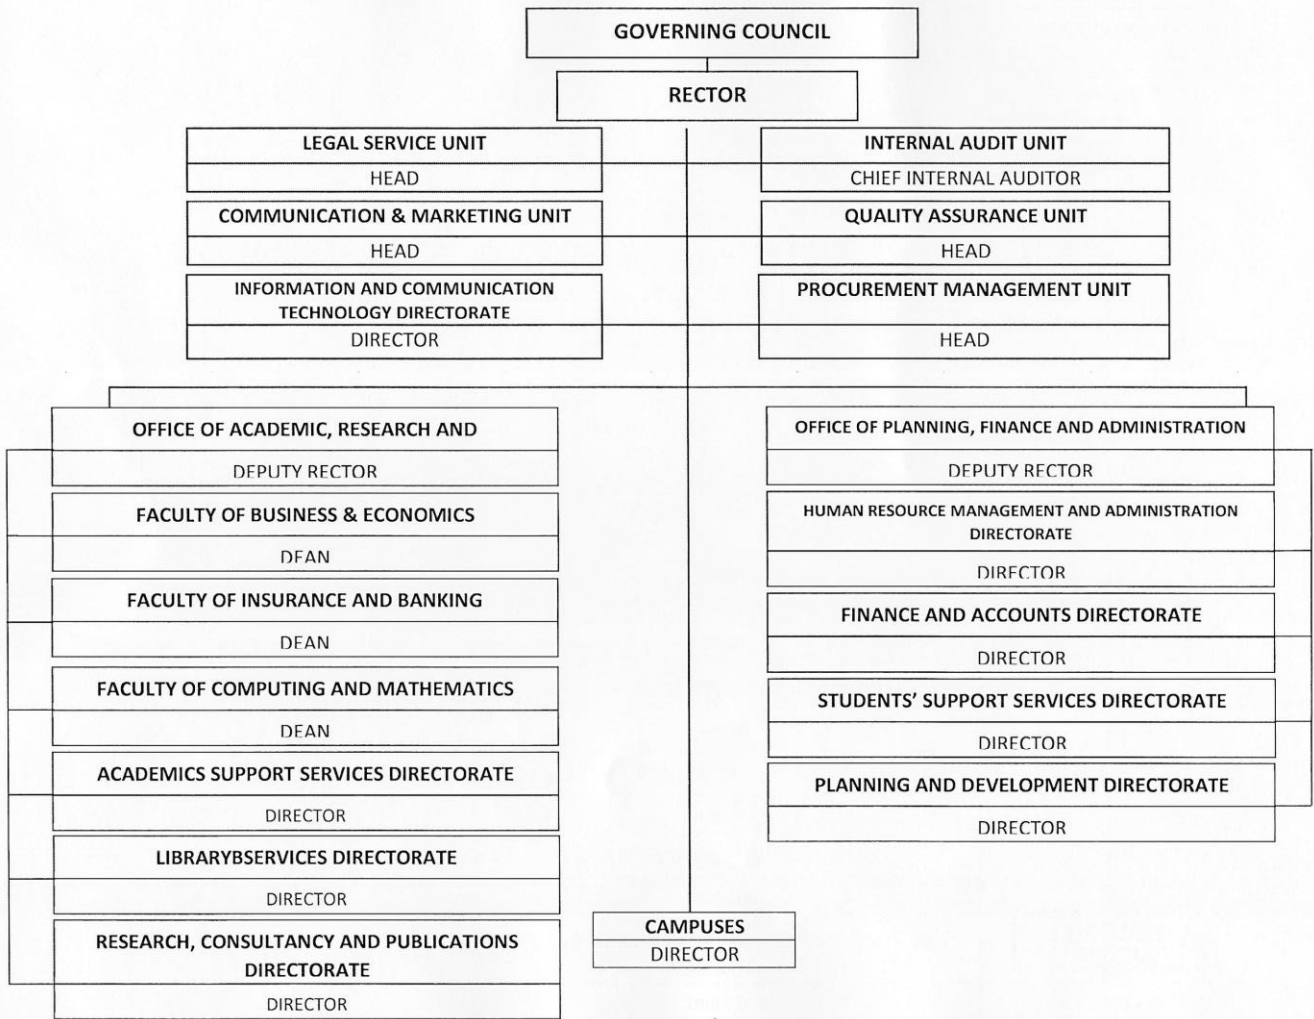 GOVERNING COUNCIL
RECTOR
LEGAL SERVICE UNIT
HEAD
INTERNAL AUDIT UNIT
CHIEF INTERNAL AUDITOR
COMMUNICATION & MARKETING UNIT
HEAD
QUALITY ASSURANCE UNIT
HEAD
INFORMATION AND COMMUNICATION
TECHNOLOGY DIRECTORATE
DIRECTOR
PROCUREMENT MANAGEMENT UNIT
HEAD
OFFICE OF ACADEMIC, RESEARCH AND
DEPUTY RECTOR
FACULTY OF BUSINESS & ECONOMICS
DEAN
FACULTY OF INSURANCE AND BANKING
DEAN
FACULTY OF COMPUTING AND MATHEMATICS
DEAN
ACADEMICS SUPPORT SERVICES DIRECTORATE
DIRECTOR
LIBRARYBSERVICES DIRECTORATE
DIRECTOR
RESEARCH, CONSULTANCY AND PUBLICATIONS
DIRECTORATE
DIRECTOR
OFFICE OF PLANNING, FINANCE AND ADMINISTRATION
DEPUTY RECTOR
HUMAN RESOURCE MANAGEMENT AND ADMINISTRATION
DIRECTORATE
DIRECTOR
FINANCE AND ACCOUNTS DIRECTORATE
DIRECTOR
STUDENTS’ SUPPORT SERVICES DIRECTORATE
DIRECTOR
PLANNING AND DEVELOPMENT DIRECTORATE
DIRECTOR
CAMPUSES
DIRECTOR